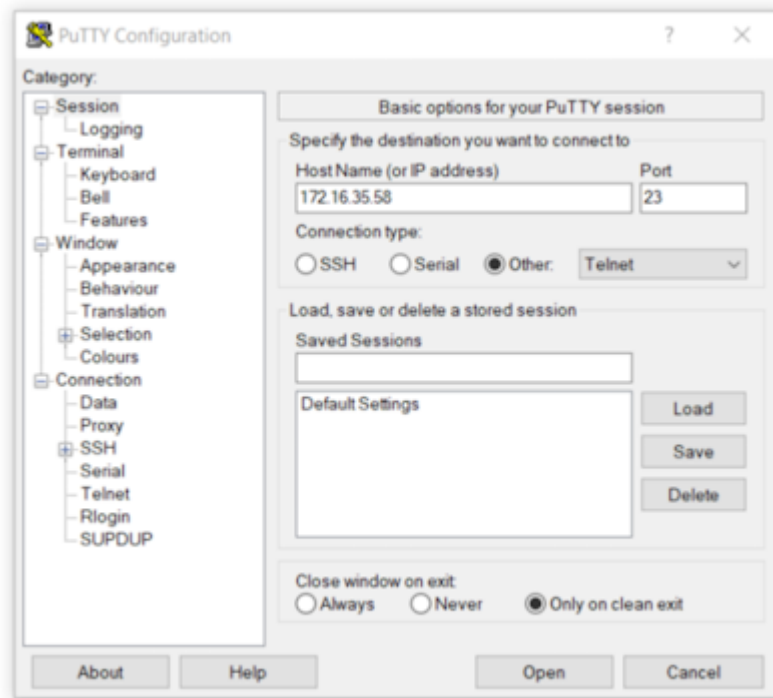 PuTTY Configuration
?
Category:
Session
Logging
Terminal
Keyboard
Bell
Features
Window
Appearance
Behaviour
Translation
Selection
Colours
Connection
Data
Proxy
SSH
Serial
Telnet
Rlogin
SUPDUP
Basic options for your PuTTY session
Specify the destination you want to connect to
Host Name (or IP address) Port
172.16.35.58 23
Connection type:
SSH Serial Other: Telnet
Load, save or delete a stored session
Saved Sessions
Default Settings
Load
Save
Delete
Close window on exit:
Always Never Only on clean exit
About Help Open Cancel